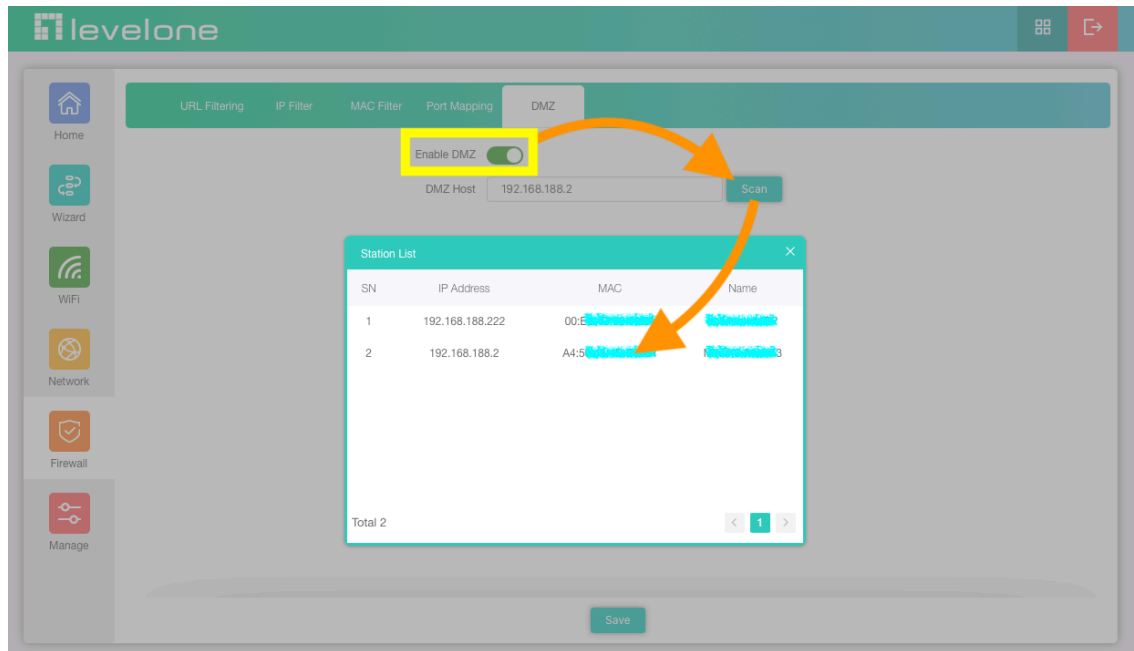 levelone
URL Filtering IP Filter MAC Filter Port Mapping DMZ
Home
Wizard
WiFi
Network
Firewall
Manage
Enable DMZ
DMZ Host 192.168.188.2 Scan
Station List
SN IP Address MAC Name
1 192.168.188.222
2 192.168.188.2
Total 2 1
Save